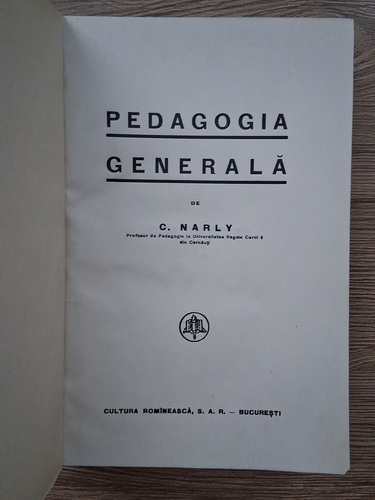 PEDAGOGIA
GENERALĂ
DE
C. NARLY
Profesor de Pedagogie la Universitatea Regele Carol II
din Cernăuți
CULTURA ROMÎNEASCĂ, S. A. R. — BUCUREȘTI